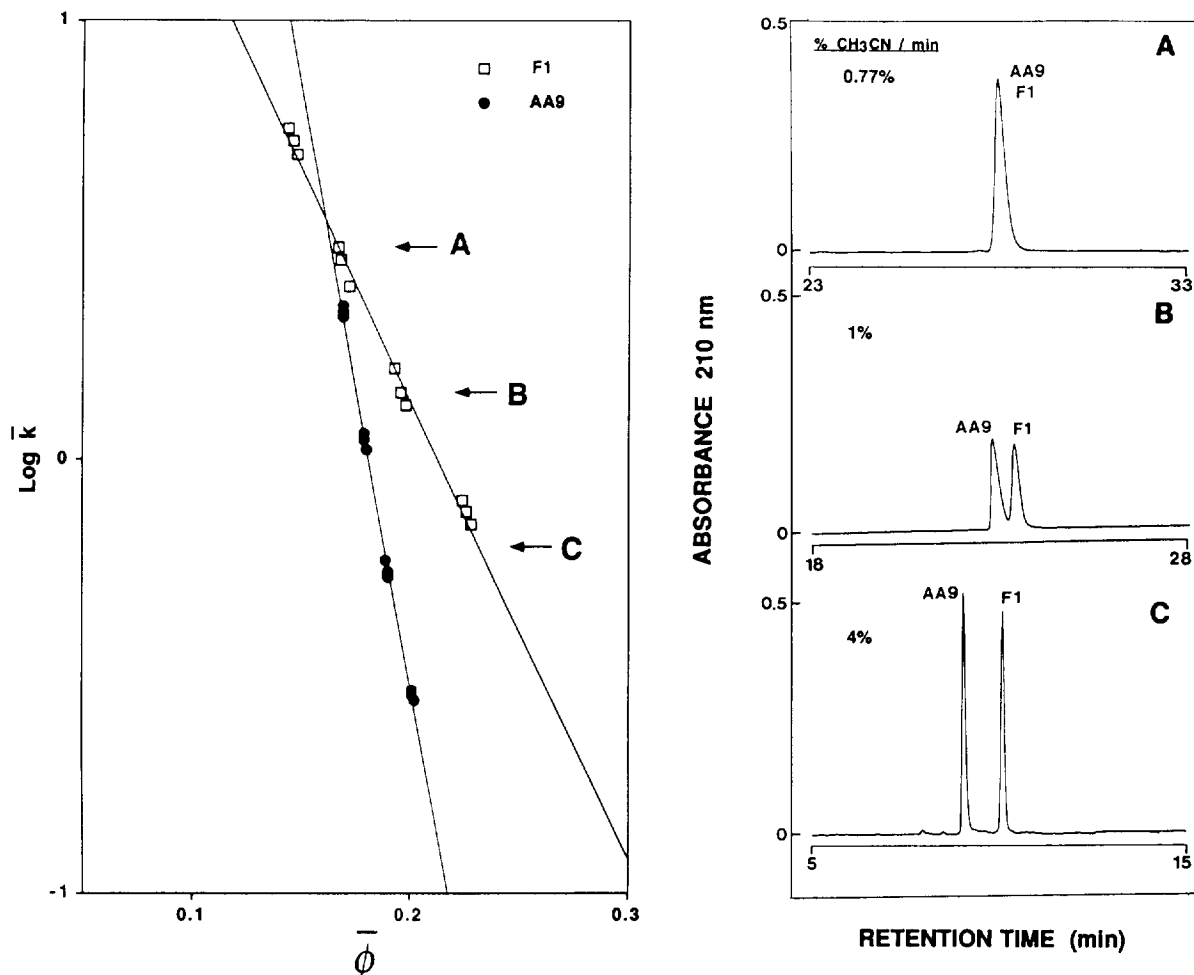 1
0
-1
Log k̅
0.1
0.2
0.3
ϕ̅
F1
AA9
A
B
C
ABSORBANCE 210 nm
0.5
% CH3CN / min
0.77%
A
AA9
F1
0
23
33
0.5
1%
B
AA9
F1
0
18
28
0.5
4%
C
AA9
F1
0
5
15
RETENTION TIME (min)